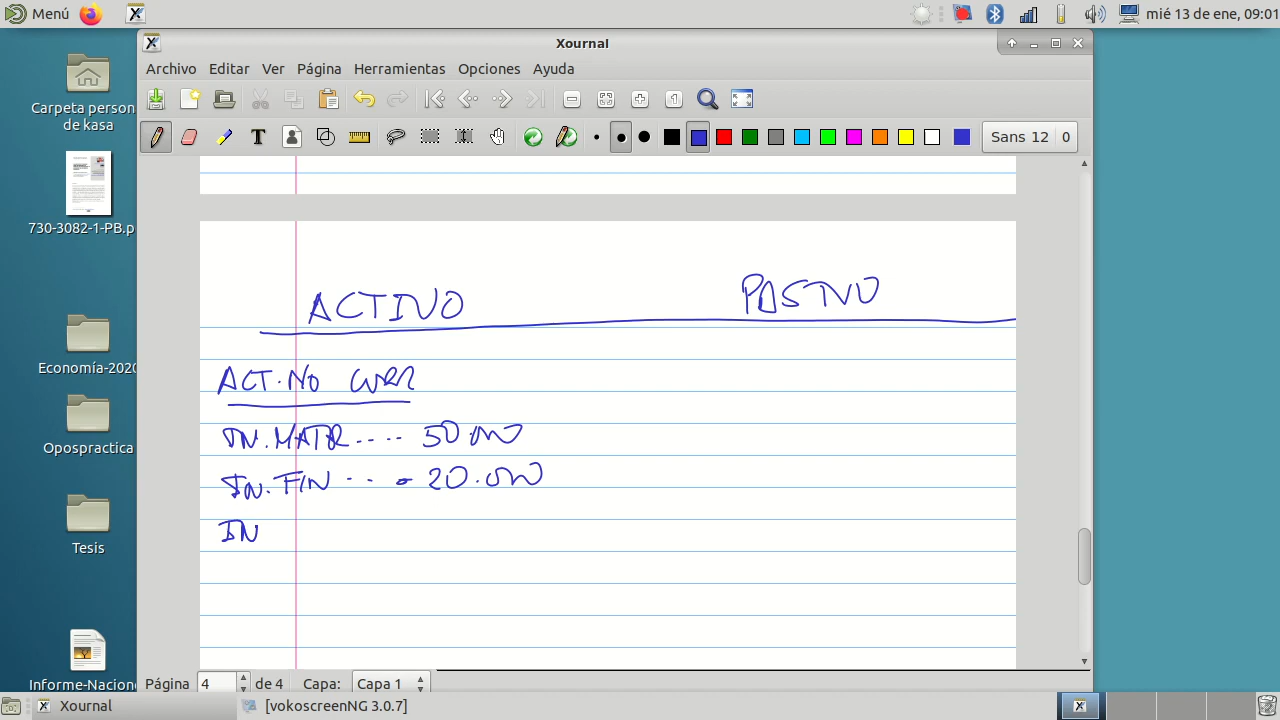 Menú
mié 13 de ene, 09:01
Xournal
Archivo Editar Ver Página Herramientas Opciones Ayuda
Sans 12 0
Carpeta person
de kasa
730-3082-1-PB.p
Economía-2020
Opospractica
Tesis
Informe-Nacion
ACTIVO PASIVO
ACT. NO CORR
IN. MATR .... 50.000
IN. FIN ... - 20.000
IN
Página 4 de 4 Capa: Capa 1
Xournal
[vokoscreenNG 3.0.7]